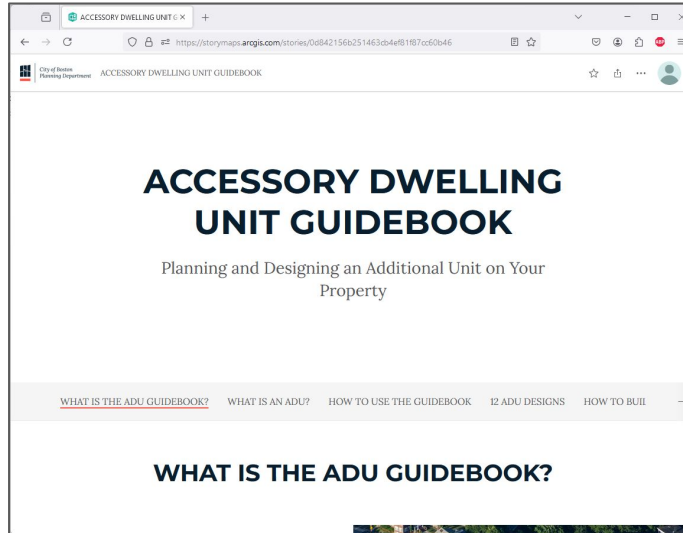 ACCESSORY DWELLING UNIT G
https://storymaps.arcgis.com/stories/0d842156b251463cb4ef81f87cc60b46
City of Boston
Planning Department
ACCESSORY DWELLING UNIT GUIDEBOOK
ACCESSORY DWELLING
UNIT GUIDEBOOK
Planning and Designing an Additional Unit on Your
Property
WHAT IS THE ADU GUIDEBOOK? WHAT IS AN ADU? HOW TO USE THE GUIDEBOOK 12 ADU DESIGNS HOW TO BUIL
WHAT IS THE ADU GUIDEBOOK?